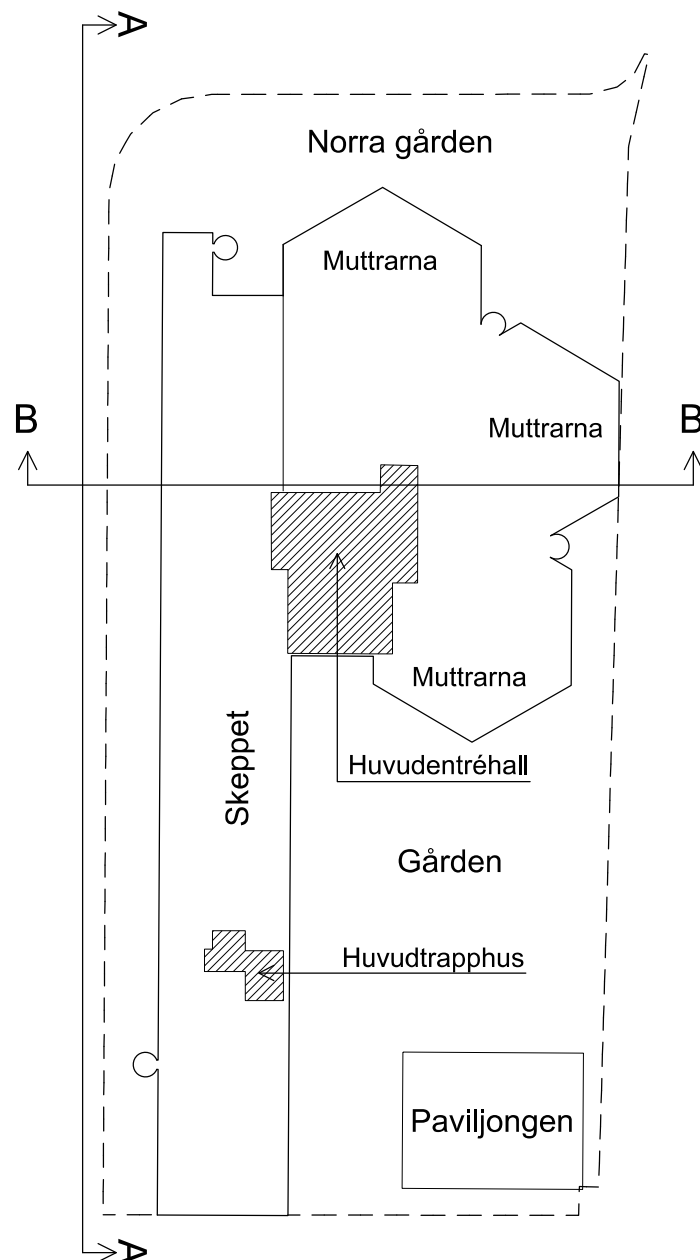 A
Norra gården
Muttrarna
B
B
Muttrarna
Muttrarna
Skeppet
Huvudentréhall
Gården
Huvudtrapphus
Paviljongen
A